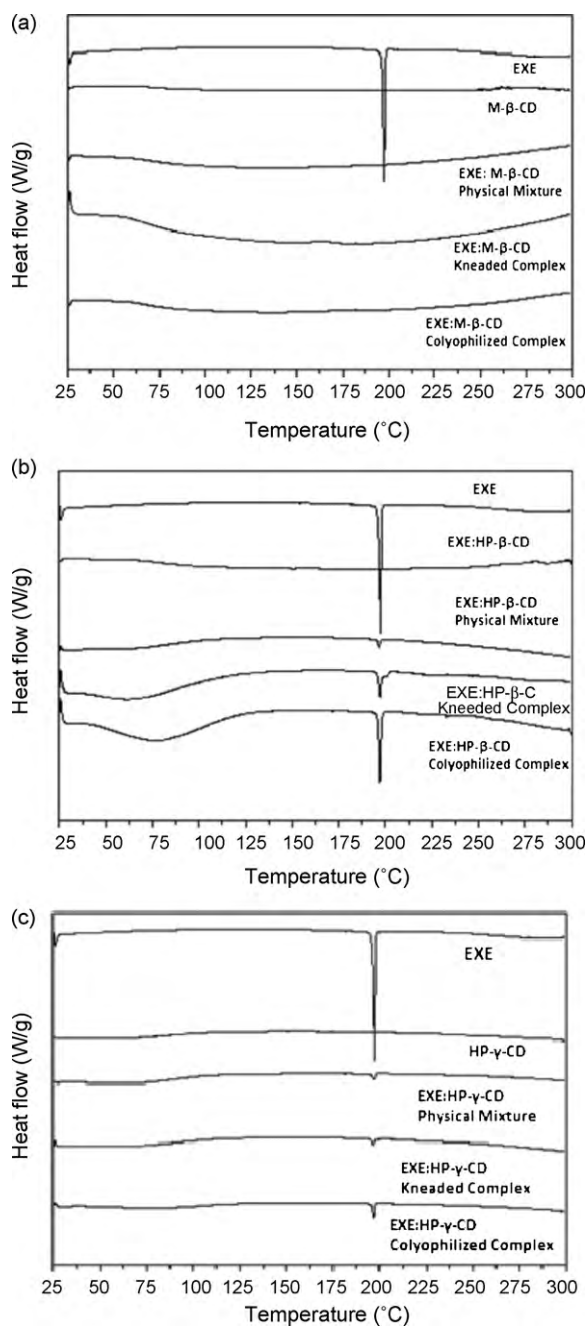 (a)
EXE
M-β-CD
EXE: M-β-CD
Physical Mixture
EXE:M-β-CD
Kneaded Complex
EXE:M-β-CD
Colyophilized Complex
Heat flow (W/g)
25 50 75 100 125 150 175 200 225 250 275 300
Temperature (°C)
(b)
EXE
EXE:HP-β-CD
EXE:HP-β-CD
Physical Mixture
EXE:HP-β-C
Kneeded Complex
EXE:HP-β-CD
Colyophilized Complex
Heat flow (W/g)
25 50 75 100 125 150 175 200 225 250 275 300
Temperature (°C)
(c)
EXE
HP-γ-CD
EXE:HP-γ-CD
Physical Mixture
EXE:HP-γ-CD
Kneaded Complex
EXE:HP-γ-CD
Colyophilized Complex
Heat flow (W/g)
25 50 75 100 125 150 175 200 225 250 275 300
Temperature (°C)